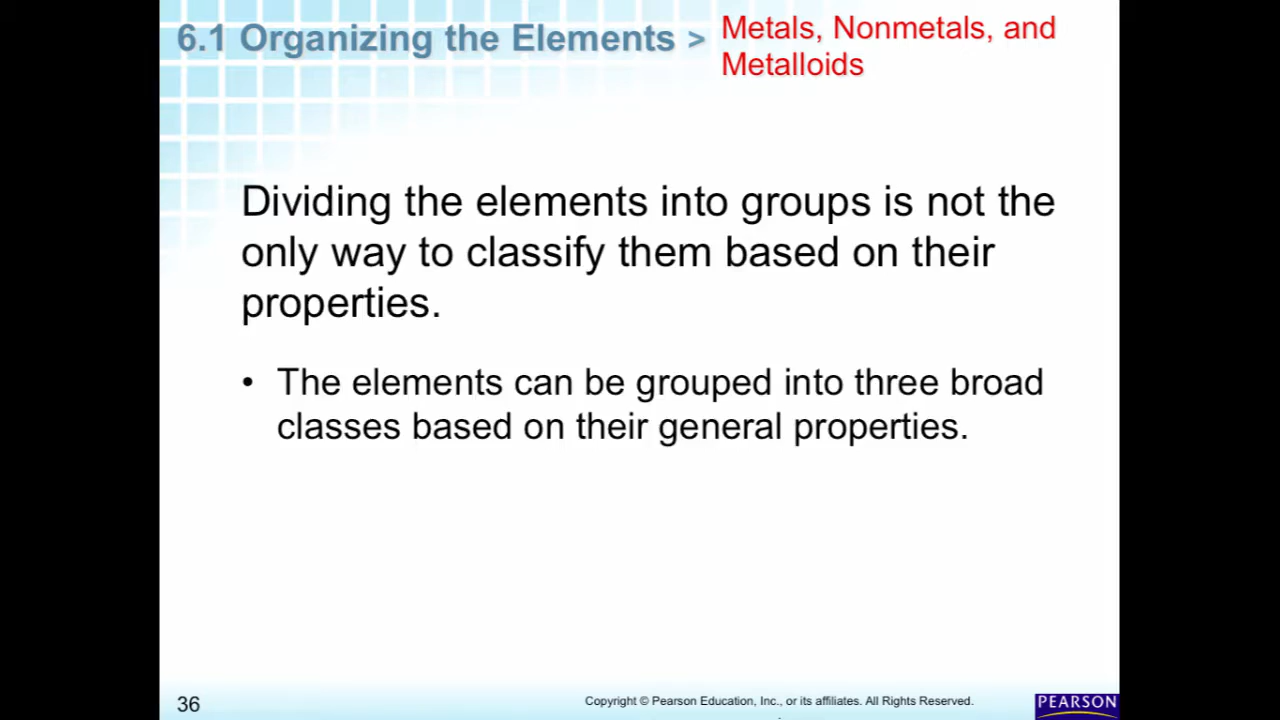 6.1 Organizing the Elements > Metals, Nonmetals, and
Metalloids
Dividing the elements into groups is not the
only way to classify them based on their
properties.
• The elements can be grouped into three broad
classes based on their general properties.
36 Copyright © Pearson Education, Inc., or its affiliates. All Rights Reserved. PEARSON